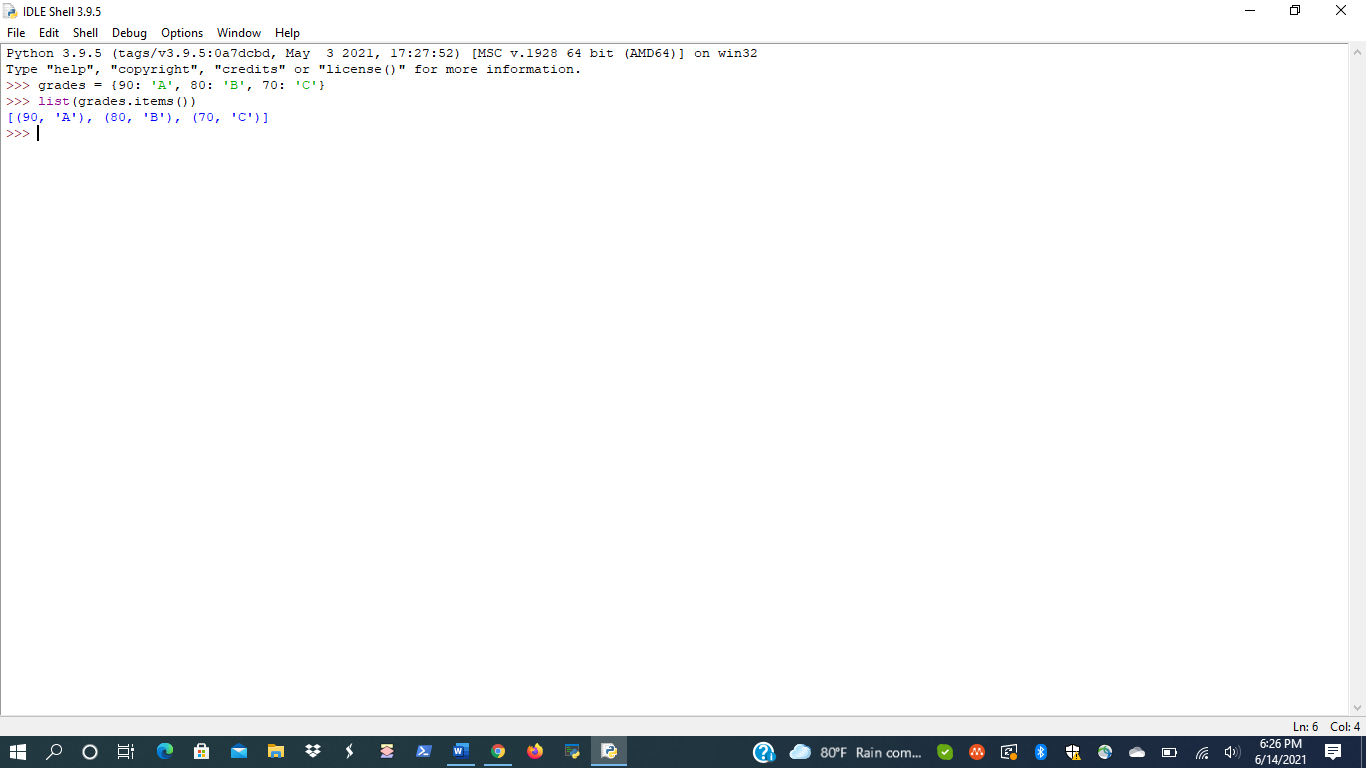 IDLE Shell 3.9.5
File Edit Shell Debug Options Window Help
Python 3.9.5 (tags/v3.9.5:0a7dcbd, May  3 2021, 17:27:52) [MSC v.1928 64 bit (AMD64)] on win32
Type "help", "copyright", "credits" or "license()" for more information.
>>> grades = {90: 'A', 80: 'B', 70: 'C'}
>>> list(grades.items())
[(90, 'A'), (80, 'B'), (70, 'C')]
>>>
Ln: 6 Col: 4
80°F Rain com...
6:26 PM
6/14/2021